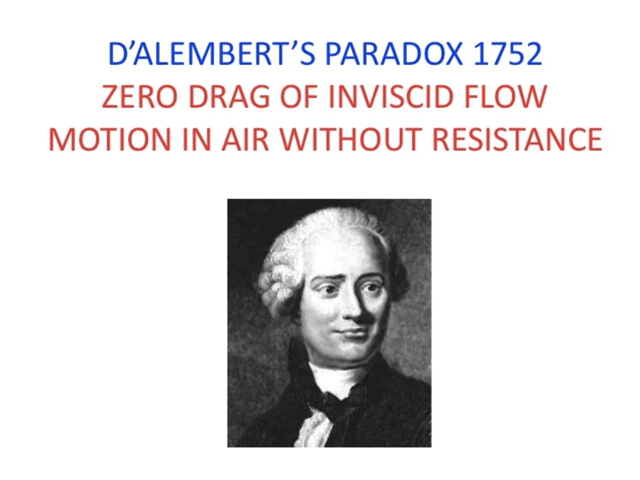 D’ALEMBERT’S PARADOX 1752
ZERO DRAG OF INVISCID FLOW
MOTION IN AIR WITHOUT RESISTANCE